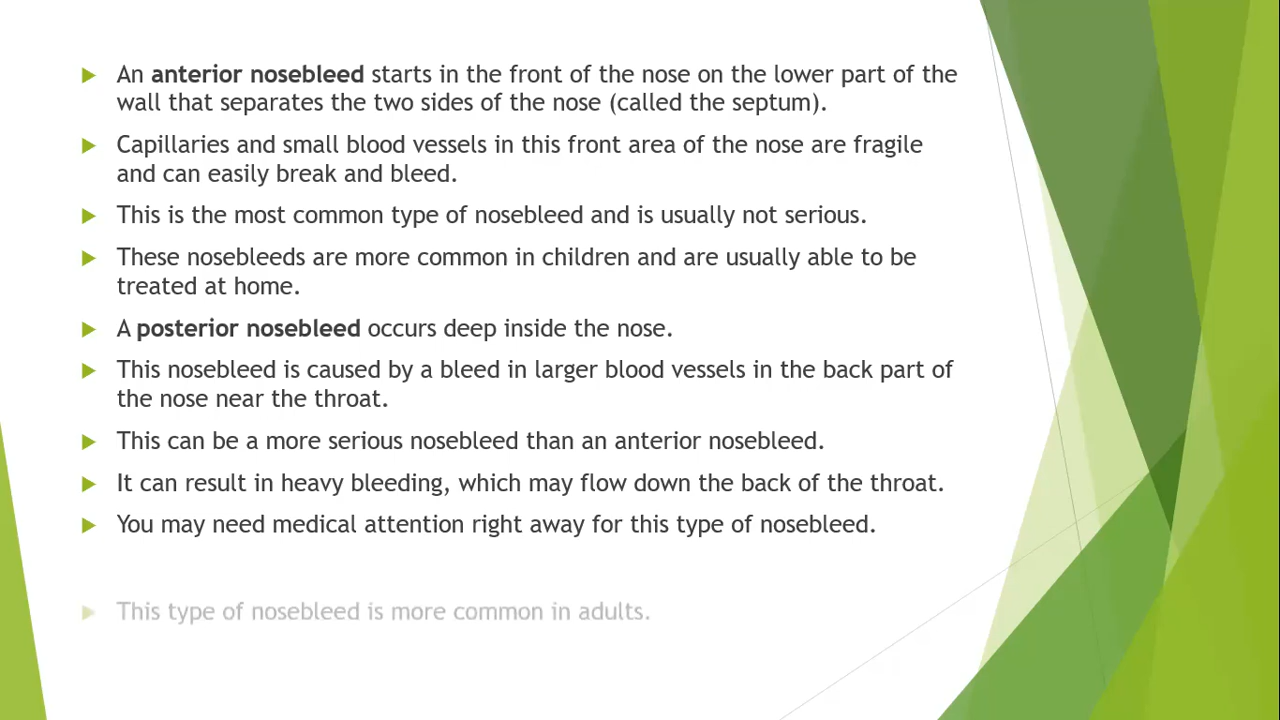 An anterior nosebleed starts in the front of the nose on the lower part of the
wall that separates the two sides of the nose (called the septum).
Capillaries and small blood vessels in this front area of the nose are fragile
and can easily break and bleed.
This is the most common type of nosebleed and is usually not serious.
These nosebleeds are more common in children and are usually able to be
treated at home.
A posterior nosebleed occurs deep inside the nose.
This nosebleed is caused by a bleed in larger blood vessels in the back part of
the nose near the throat.
This can be a more serious nosebleed than an anterior nosebleed.
It can result in heavy bleeding, which may flow down the back of the throat.
You may need medical attention right away for this type of nosebleed.
This type of nosebleed is more common in adults.